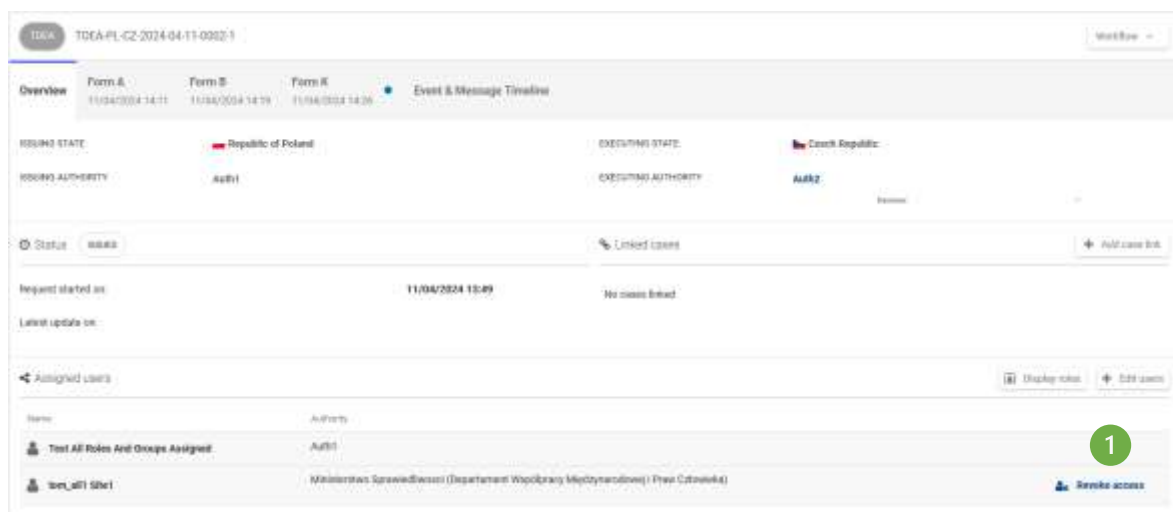 TDEA TDEA-PL-CZ-2024-04-11-0002-1 Workflow
Overview Form A Form B Form K Event & Message Timeline
11/04/2024 14:11 11/04/2024 14:19 11/04/2024 14:26
ISSUING STATE Republic of Poland EXECUTING STATE Czech Republic
ISSUING AUTHORITY Auth1 EXECUTING AUTHORITY Auth2
Status Linked cases + Add case link
Request started on 11/04/2024 13:49 No cases linked
Latest update on
Assigned users Display roles + Edit users
Name Authority
Test All Roles And Groups Assigned Auth1
1
Ministerstwo Sprawiedliwosci (Departament Współpracy Międzynarodowej i Praw Człowieka) Revoke access